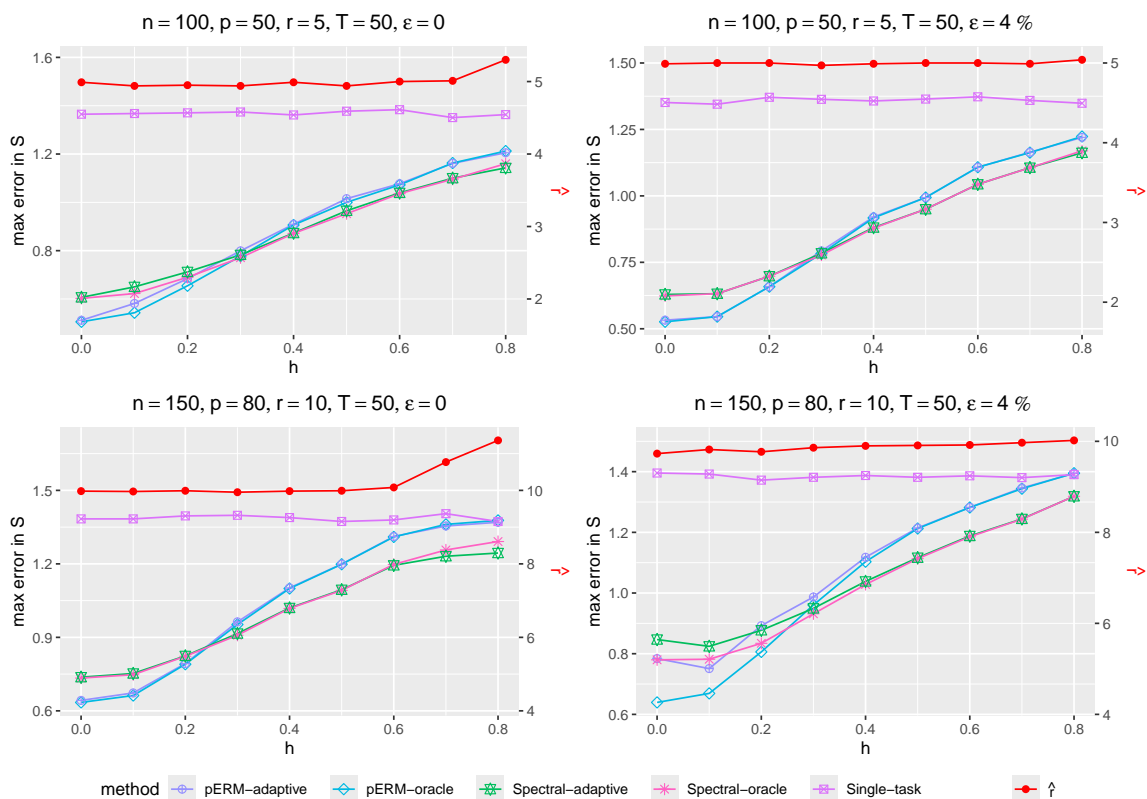 n = 100, p = 50, r = 5, T = 50, ε = 0
n = 100, p = 50, r = 5, T = 50, ε = 4 %
max error in S
1.6
1.2
0.8
5
4
3
2
r̂
0.0 0.2 0.4 0.6 0.8
h
max error in S
1.50
1.25
1.00
0.75
0.50
5
4
3
2
r̂
0.0 0.2 0.4 0.6 0.8
h
n = 150, p = 80, r = 10, T = 50, ε = 0
n = 150, p = 80, r = 10, T = 50, ε = 4 %
max error in S
1.5
1.2
0.9
0.6
10
8
6
4
r̂
0.0 0.2 0.4 0.6 0.8
h
max error in S
1.4
1.2
1.0
0.8
0.6
10
8
6
4
r̂
0.0 0.2 0.4 0.6 0.8
h
method pERM−adaptive pERM−oracle Spectral−adaptive Spectral−oracle Single−task r̂